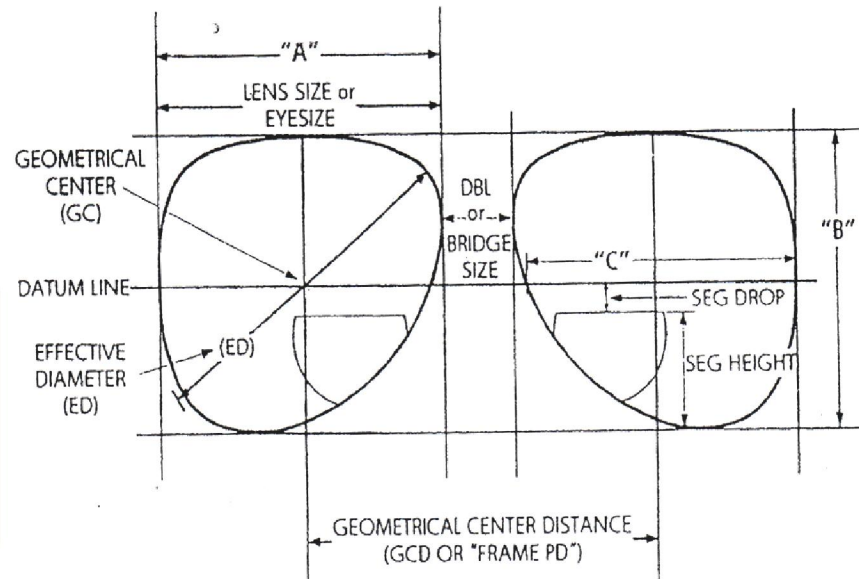 "A"
LENS SIZE or
EYESIZE
GEOMETRICAL
CENTER
(GC)
DBL
or
BRIDGE
SIZE
"B"
"C"
DATUM LINE
SEG DROP
EFFECTIVE
DIAMETER
(ED)
(ED)
SEG HEIGHT
GEOMETRICAL CENTER DISTANCE
(GCD OR "FRAME PD")